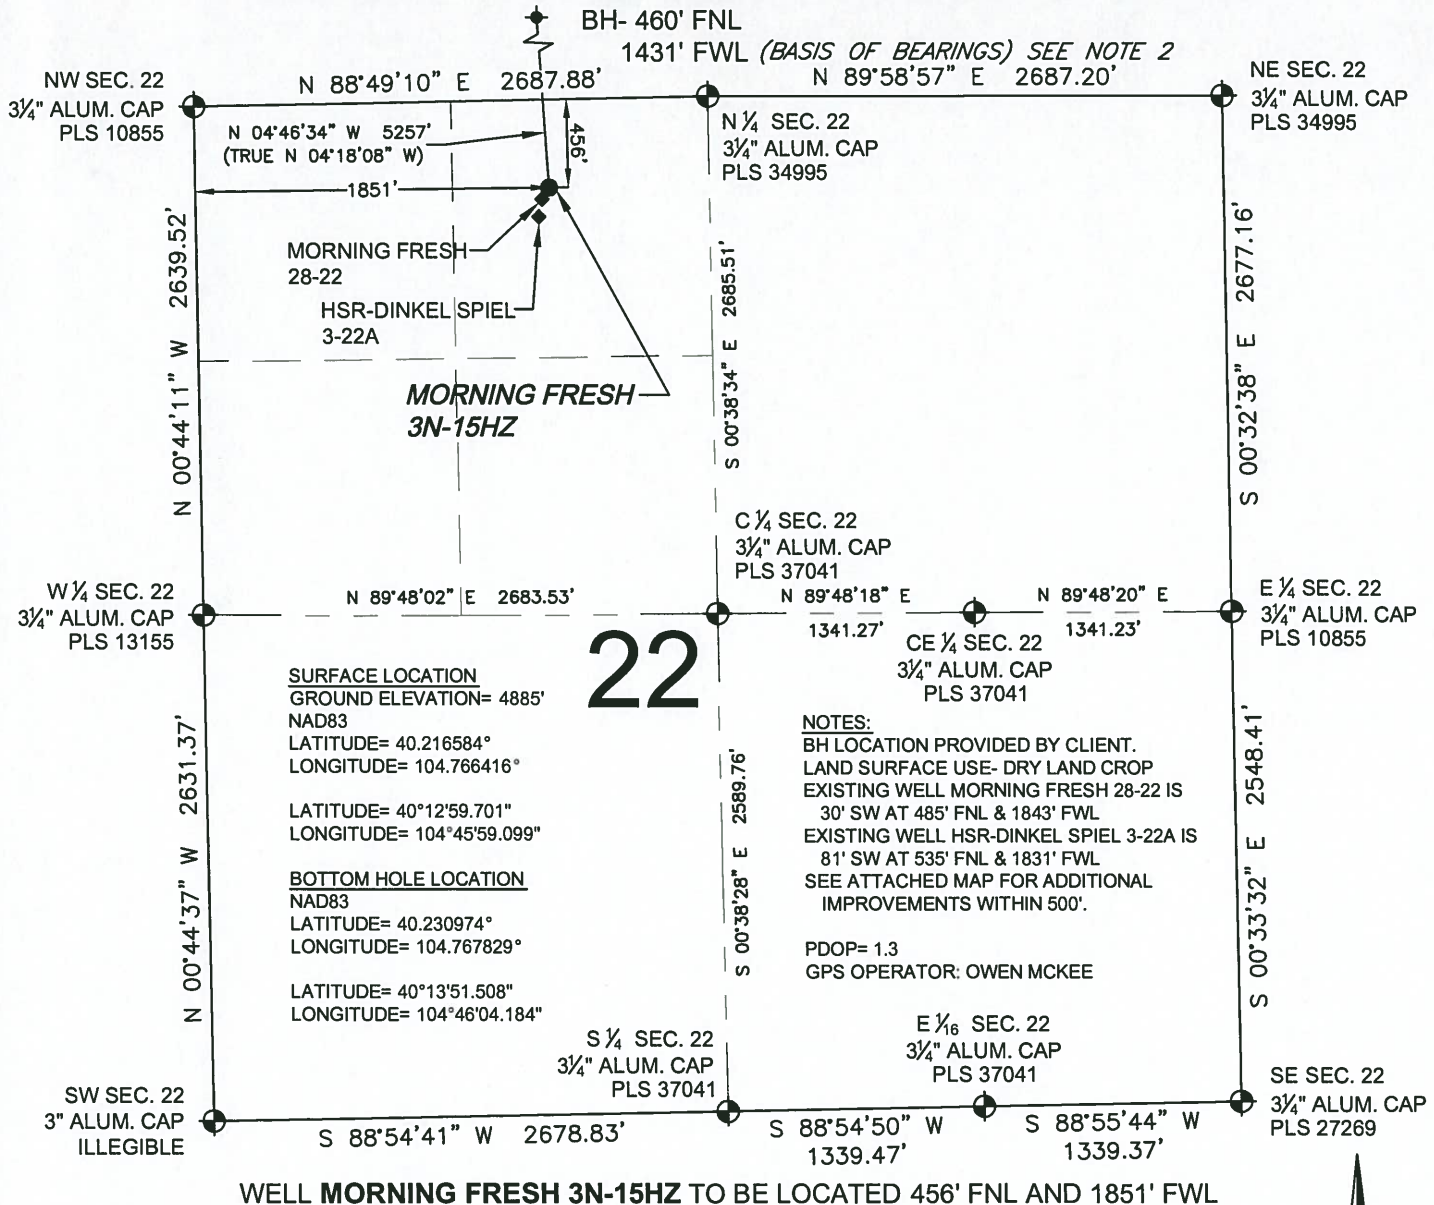 BH- 460' FNL
1431' FWL (BASIS OF BEARINGS) SEE NOTE 2
NW SEC. 22
3¼" ALUM. CAP
PLS 10855
N 88°49'10" E 2687.88'
N 89°58'57" E 2687.20'
NE SEC. 22
3¼" ALUM. CAP
PLS 34995
N 04°46'34" W 5257'
(TRUE N 04°18'08" W)
456'
N ¼ SEC. 22
3¼" ALUM. CAP
PLS 34995
1851'
N 00°44'11" W 2639.52'
MORNING FRESH
28-22
HSR-DINKEL SPIEL
3-22A
MORNING FRESH
3N-15HZ
S 00°38'34" E 2685.51'
S 00°32'38" E 2677.16'
C ¼ SEC. 22
3¼" ALUM. CAP
PLS 37041
W ¼ SEC. 22
3¼" ALUM. CAP
PLS 13155
N 89°48'02" E 2683.53'
N 89°48'18" E
1341.27'
N 89°48'20" E
1341.23'
E ¼ SEC. 22
3¼" ALUM. CAP
PLS 10855
CE ¼ SEC. 22
3¼" ALUM. CAP
PLS 37041
22
SURFACE LOCATION
GROUND ELEVATION= 4885'
NAD83
LATITUDE= 40.216584°
LONGITUDE= 104.766416°
LATITUDE= 40°12'59.701"
LONGITUDE= 104°45'59.099"
BOTTOM HOLE LOCATION
NAD83
LATITUDE= 40.230974°
LONGITUDE= 104.767829°
LATITUDE= 40°13'51.508"
LONGITUDE= 104°46'04.184"
N 00°44'37" W 2631.37'
S 00°38'28" E 2589.76'
NOTES:
BH LOCATION PROVIDED BY CLIENT.
LAND SURFACE USE- DRY LAND CROP
EXISTING WELL MORNING FRESH 28-22 IS
30' SW AT 485' FNL & 1843' FWL
EXISTING WELL HSR-DINKEL SPIEL 3-22A IS
81' SW AT 535' FNL & 1831' FWL
SEE ATTACHED MAP FOR ADDITIONAL
IMPROVEMENTS WITHIN 500'.
PDOP= 1.3
GPS OPERATOR: OWEN MCKEE
S 00°33'32" E 2548.41'
S ¼ SEC. 22
3¼" ALUM. CAP
PLS 37041
E 1⁄16 SEC. 22
3¼" ALUM. CAP
PLS 37041
SW SEC. 22
3" ALUM. CAP
ILLEGIBLE
SE SEC. 22
3¼" ALUM. CAP
PLS 27269
S 88°54'41" W 2678.83'
S 88°54'50" W
1339.47'
S 88°55'44" W
1339.37'
WELL MORNING FRESH 3N-15HZ TO BE LOCATED 456' FNL AND 1851' FWL